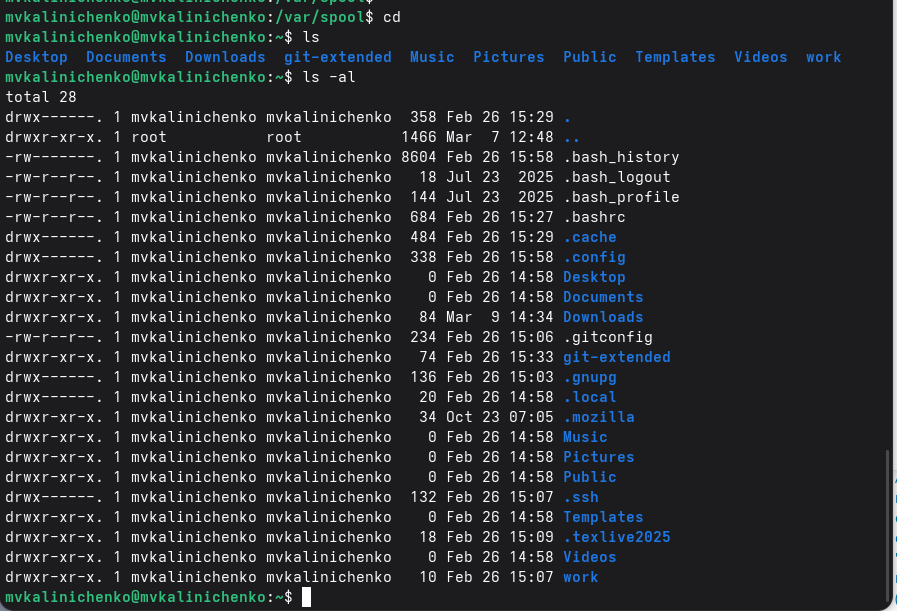 mvkalinichenko@mvkalinichenko:/var/spool$
mvkalinichenko@mvkalinichenko:/var/spool$ cd
mvkalinichenko@mvkalinichenko:~$ ls
Desktop  Documents  Downloads  git-extended  Music  Pictures  Public  Templates  Videos  work
mvkalinichenko@mvkalinichenko:~$ ls -al
total 28
drwx------. 1 mvkalinichenko mvkalinichenko  358 Feb 26 15:29 .
drwxr-xr-x. 1 root           root           1466 Mar  7 12:48 ..
-rw-------. 1 mvkalinichenko mvkalinichenko 8604 Feb 26 15:58 .bash_history
-rw-r--r--. 1 mvkalinichenko mvkalinichenko   18 Jul 23  2025 .bash_logout
-rw-r--r--. 1 mvkalinichenko mvkalinichenko  144 Jul 23  2025 .bash_profile
-rw-r--r--. 1 mvkalinichenko mvkalinichenko  684 Feb 26 15:27 .bashrc
drwx------. 1 mvkalinichenko mvkalinichenko  484 Feb 26 15:29 .cache
drwx------. 1 mvkalinichenko mvkalinichenko  338 Feb 26 15:58 .config
drwxr-xr-x. 1 mvkalinichenko mvkalinichenko    0 Feb 26 14:58 Desktop
drwxr-xr-x. 1 mvkalinichenko mvkalinichenko    0 Feb 26 14:58 Documents
drwxr-xr-x. 1 mvkalinichenko mvkalinichenko   84 Mar  9 14:34 Downloads
-rw-r--r--. 1 mvkalinichenko mvkalinichenko  234 Feb 26 15:06 .gitconfig
drwxr-xr-x. 1 mvkalinichenko mvkalinichenko   74 Feb 26 15:33 git-extended
drwx------. 1 mvkalinichenko mvkalinichenko  136 Feb 26 15:03 .gnupg
drwx------. 1 mvkalinichenko mvkalinichenko   20 Feb 26 14:58 .local
drwxr-xr-x. 1 mvkalinichenko mvkalinichenko   34 Oct 23 07:05 .mozilla
drwxr-xr-x. 1 mvkalinichenko mvkalinichenko    0 Feb 26 14:58 Music
drwxr-xr-x. 1 mvkalinichenko mvkalinichenko    0 Feb 26 14:58 Pictures
drwxr-xr-x. 1 mvkalinichenko mvkalinichenko    0 Feb 26 14:58 Public
drwx------. 1 mvkalinichenko mvkalinichenko  132 Feb 26 15:07 .ssh
drwxr-xr-x. 1 mvkalinichenko mvkalinichenko    0 Feb 26 14:58 Templates
drwxr-xr-x. 1 mvkalinichenko mvkalinichenko   18 Feb 26 15:09 .texlive2025
drwxr-xr-x. 1 mvkalinichenko mvkalinichenko    0 Feb 26 14:58 Videos
drwxr-xr-x. 1 mvkalinichenko mvkalinichenko   10 Feb 26 15:07 work
mvkalinichenko@mvkalinichenko:~$